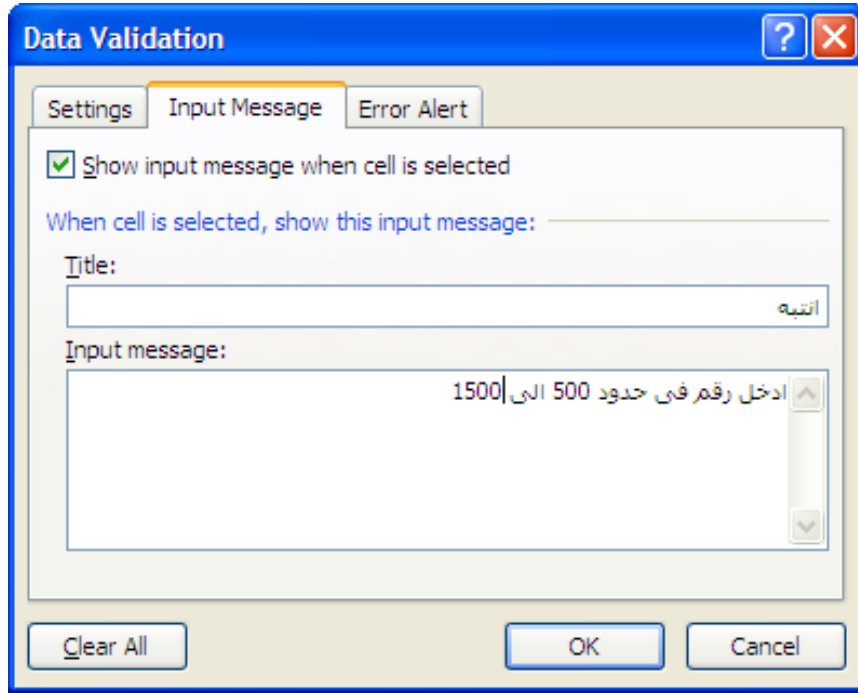 Data Validation
Settings
Input Message
Error Alert
Show input message when cell is selected
When cell is selected, show this input message:
Title:
انتبه
Input message:
ادخل رقم فى حدود 500 الى 1500
Clear All
OK
Cancel